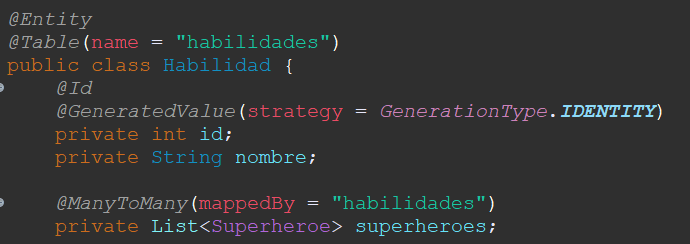 @Entity
@Table(name = "habilidades")
public class Habilidad {
    @Id
    @GeneratedValue(strategy = GenerationType.IDENTITY)
    private int id;
    private String nombre;

    @ManyToMany(mappedBy = "habilidades")
    private List<Superheroe> superheroes;